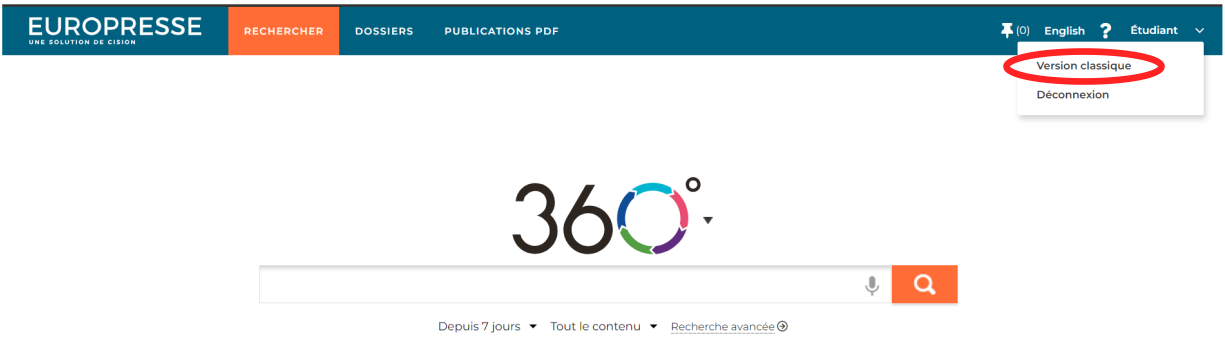 EUROPRESSE
UNE SOLUTION DE CISION
RECHERCHER
DOSSIERS
PUBLICATIONS PDF
(0)
English
?
Étudiant
Version classique
Déconnexion
360°
Depuis 7 jours
Tout le contenu
Recherche avancée